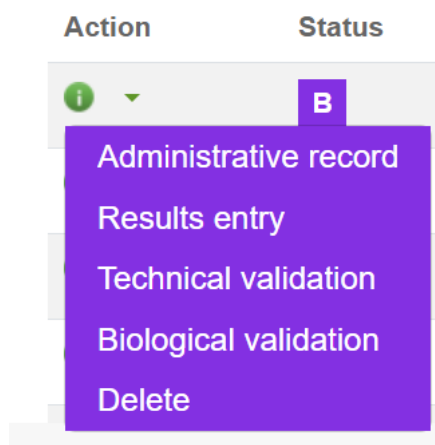 Action Status
i B
Administrative record
Results entry
Technical validation
Biological validation
Delete